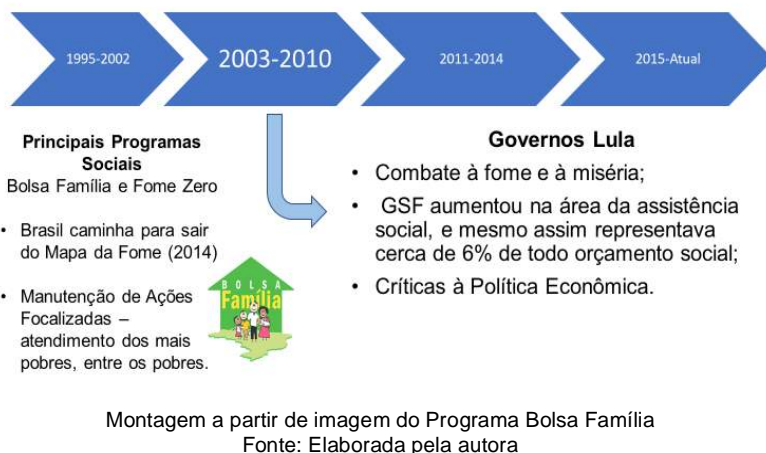 1995-2002
2003-2010
2011-2014
2015-Atual
Principais Programas
Sociais
Bolsa Família e Fome Zero
• Brasil caminha para sair
do Mapa da Fome (2014)
• Manutenção de Ações
Focalizadas –
atendimento dos mais
pobres, entre os pobres.
BOLSA
Família
Governos Lula
• Combate à fome e à miséria;
• GSF aumentou na área da assistência
social, e mesmo assim representava
cerca de 6% de todo orçamento social;
• Críticas à Política Econômica.
Montagem a partir de imagem do Programa Bolsa Família
Fonte: Elaborada pela autora